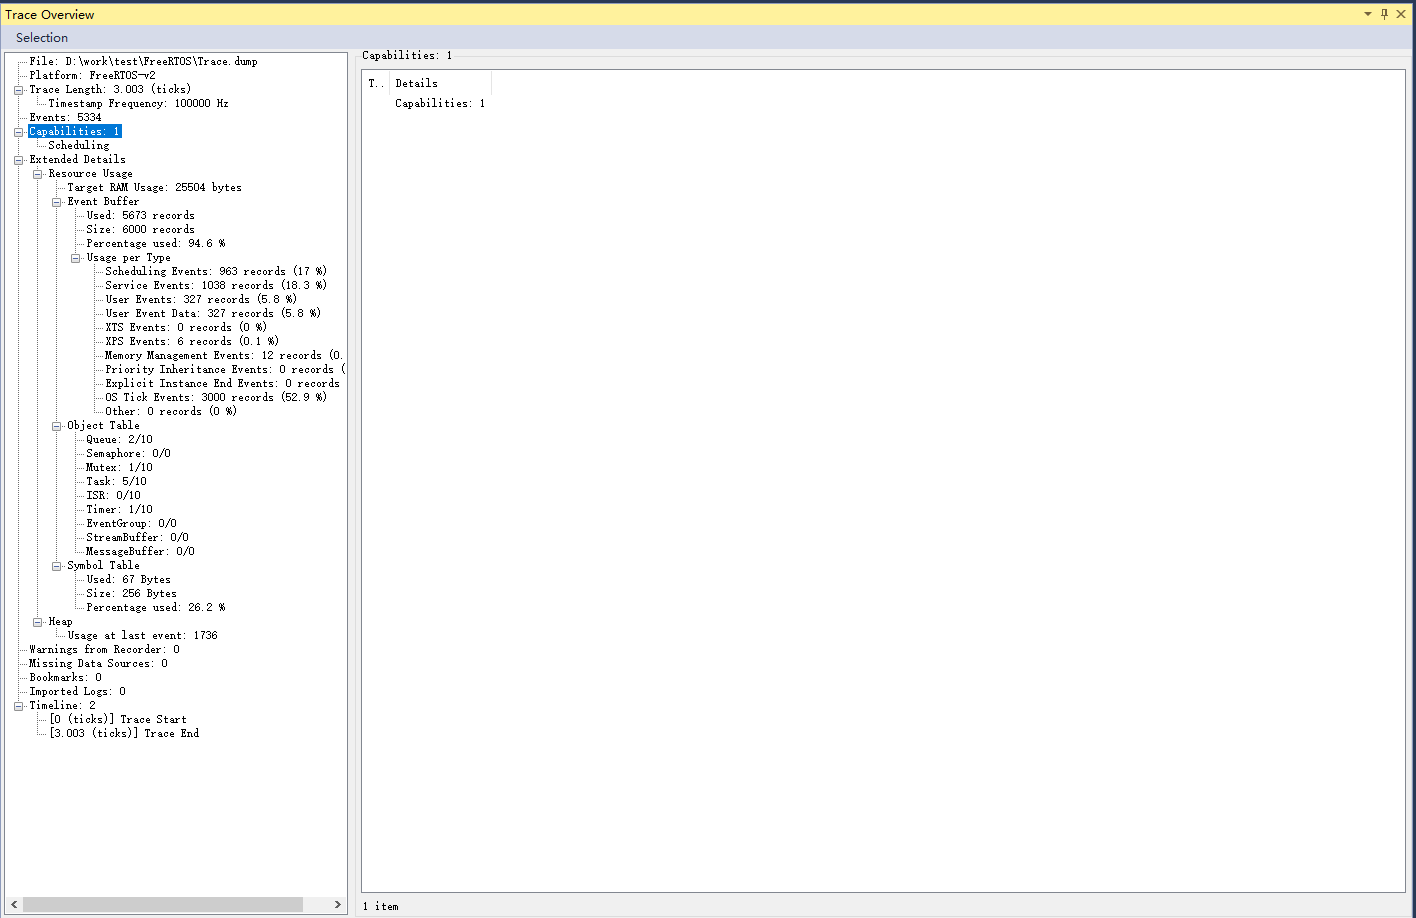 Trace Overview
Selection
File: D:\work\test\FreeRTOS\Trace.dump
Platform: FreeRTOS-v2
Trace Length: 3.003 (ticks)
Timestamp Frequency: 100000 Hz
Events: 5334
Capabilities: 1
Scheduling
Extended Details
Resource Usage
Target RAM Usage: 25504 bytes
Event Buffer
Used: 5673 records
Size: 6000 records
Percentage used: 94.6 %
Usage per Type
Scheduling Events: 963 records (17 %)
Service Events: 1038 records (18.3 %)
User Events: 327 records (5.8 %)
User Event Data: 327 records (5.8 %)
XTS Events: 0 records (0 %)
XPS Events: 6 records (0.1 %)
Memory Management Events: 12 records (0.
Priority Inheritance Events: 0 records (
Explicit Instance End Events: 0 records
OS Tick Events: 3000 records (52.9 %)
Other: 0 records (0 %)
Object Table
Queue: 2/10
Semaphore: 0/0
Mutex: 1/10
Task: 5/10
ISR: 0/10
Timer: 1/10
EventGroup: 0/0
StreamBuffer: 0/0
MessageBuffer: 0/0
Symbol Table
Used: 67 Bytes
Size: 256 Bytes
Percentage used: 26.2 %
Heap
Usage at last event: 1736
Warnings from Recorder: 0
Missing Data Sources: 0
Bookmarks: 0
Imported Logs: 0
Timeline: 2
[0 (ticks)] Trace Start
[3.003 (ticks)] Trace End
Capabilities: 1
T.. Details
Capabilities: 1
1 item